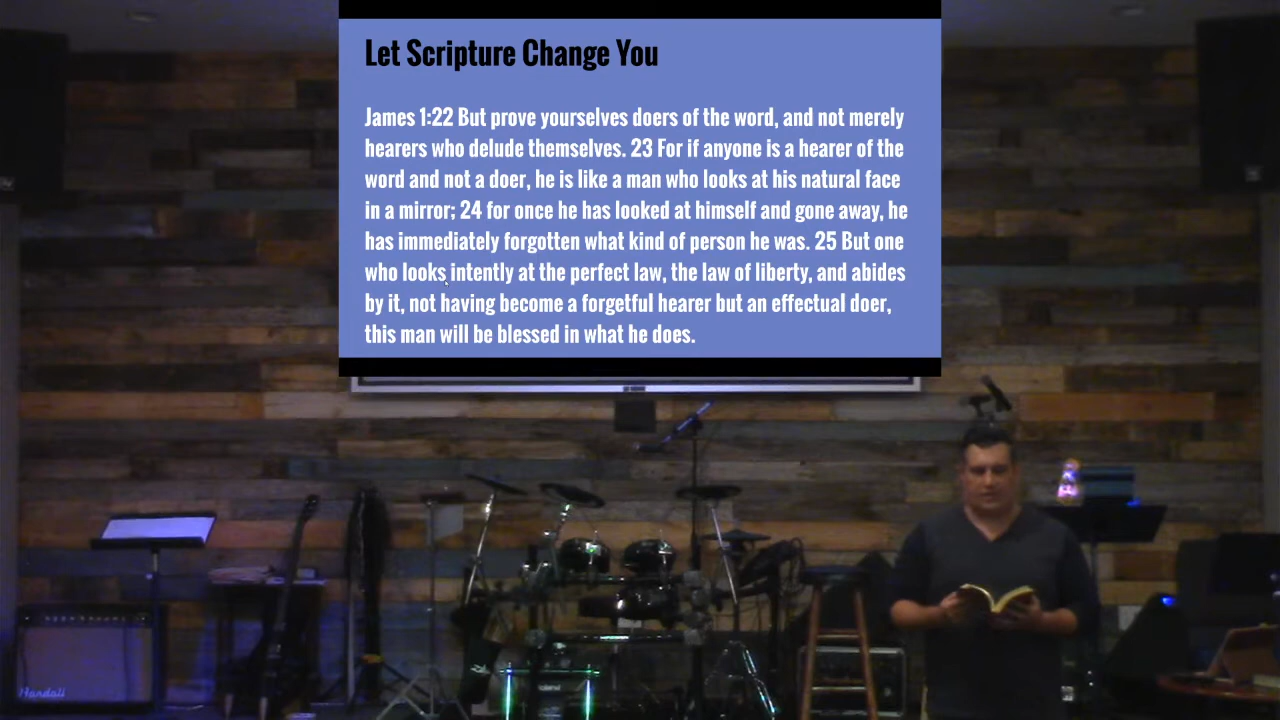 Let Scripture Change You
James 1:22 But prove yourselves doers of the word, and not merely
hearers who delude themselves. 23 For if anyone is a hearer of the
word and not a doer, he is like a man who looks at his natural face
in a mirror; 24 for once he has looked at himself and gone away, he
has immediately forgotten what kind of person he was. 25 But one
who looks intently at the perfect law, the law of liberty, and abides
by it, not having become a forgetful hearer but an effectual doer,
this man will be blessed in what he does.
Roland